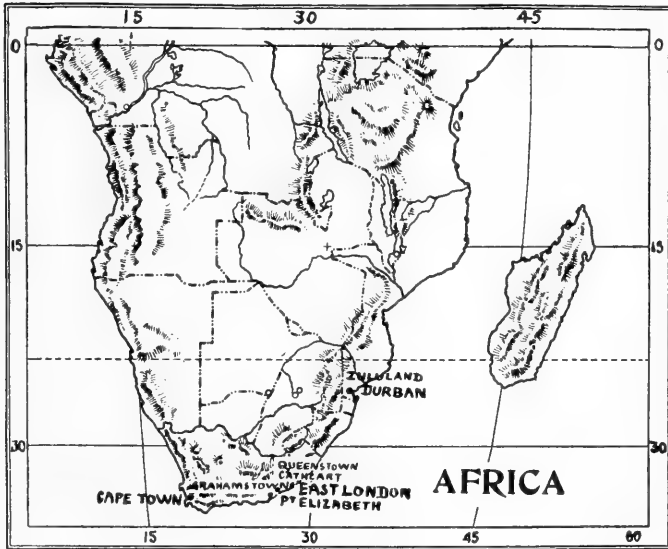 15 30 45
0 0
15 15
ZULULAND
DURBAN
30 30
QUEENSTOWN
CATHCART
GRAHAMSTOWN EAST LONDON
CAPE TOWN PT ELIZABETH
AFRICA
15 30 45 60